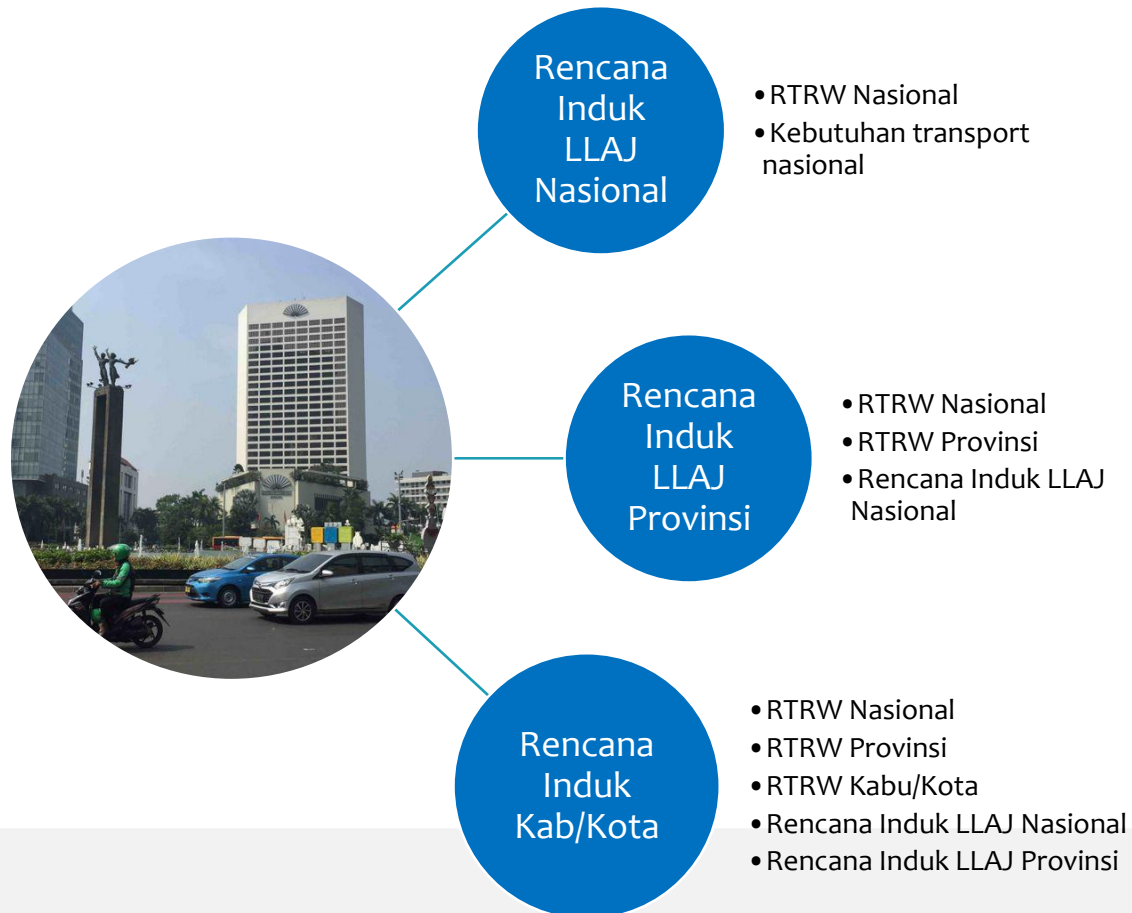 Rencana
Induk
LLAJ
Nasional
•RTRW Nasional
•Kebutuhan transport
nasional
Rencana
Induk
LLAJ
Provinsi
•RTRW Nasional
•RTRW Provinsi
•Rencana Induk LLAJ
Nasional
Rencana
Induk
Kab/Kota
•RTRW Nasional
•RTRW Provinsi
•RTRW Kabu/Kota
•Rencana Induk LLAJ Nasional
•Rencana Induk LLAJ Provinsi